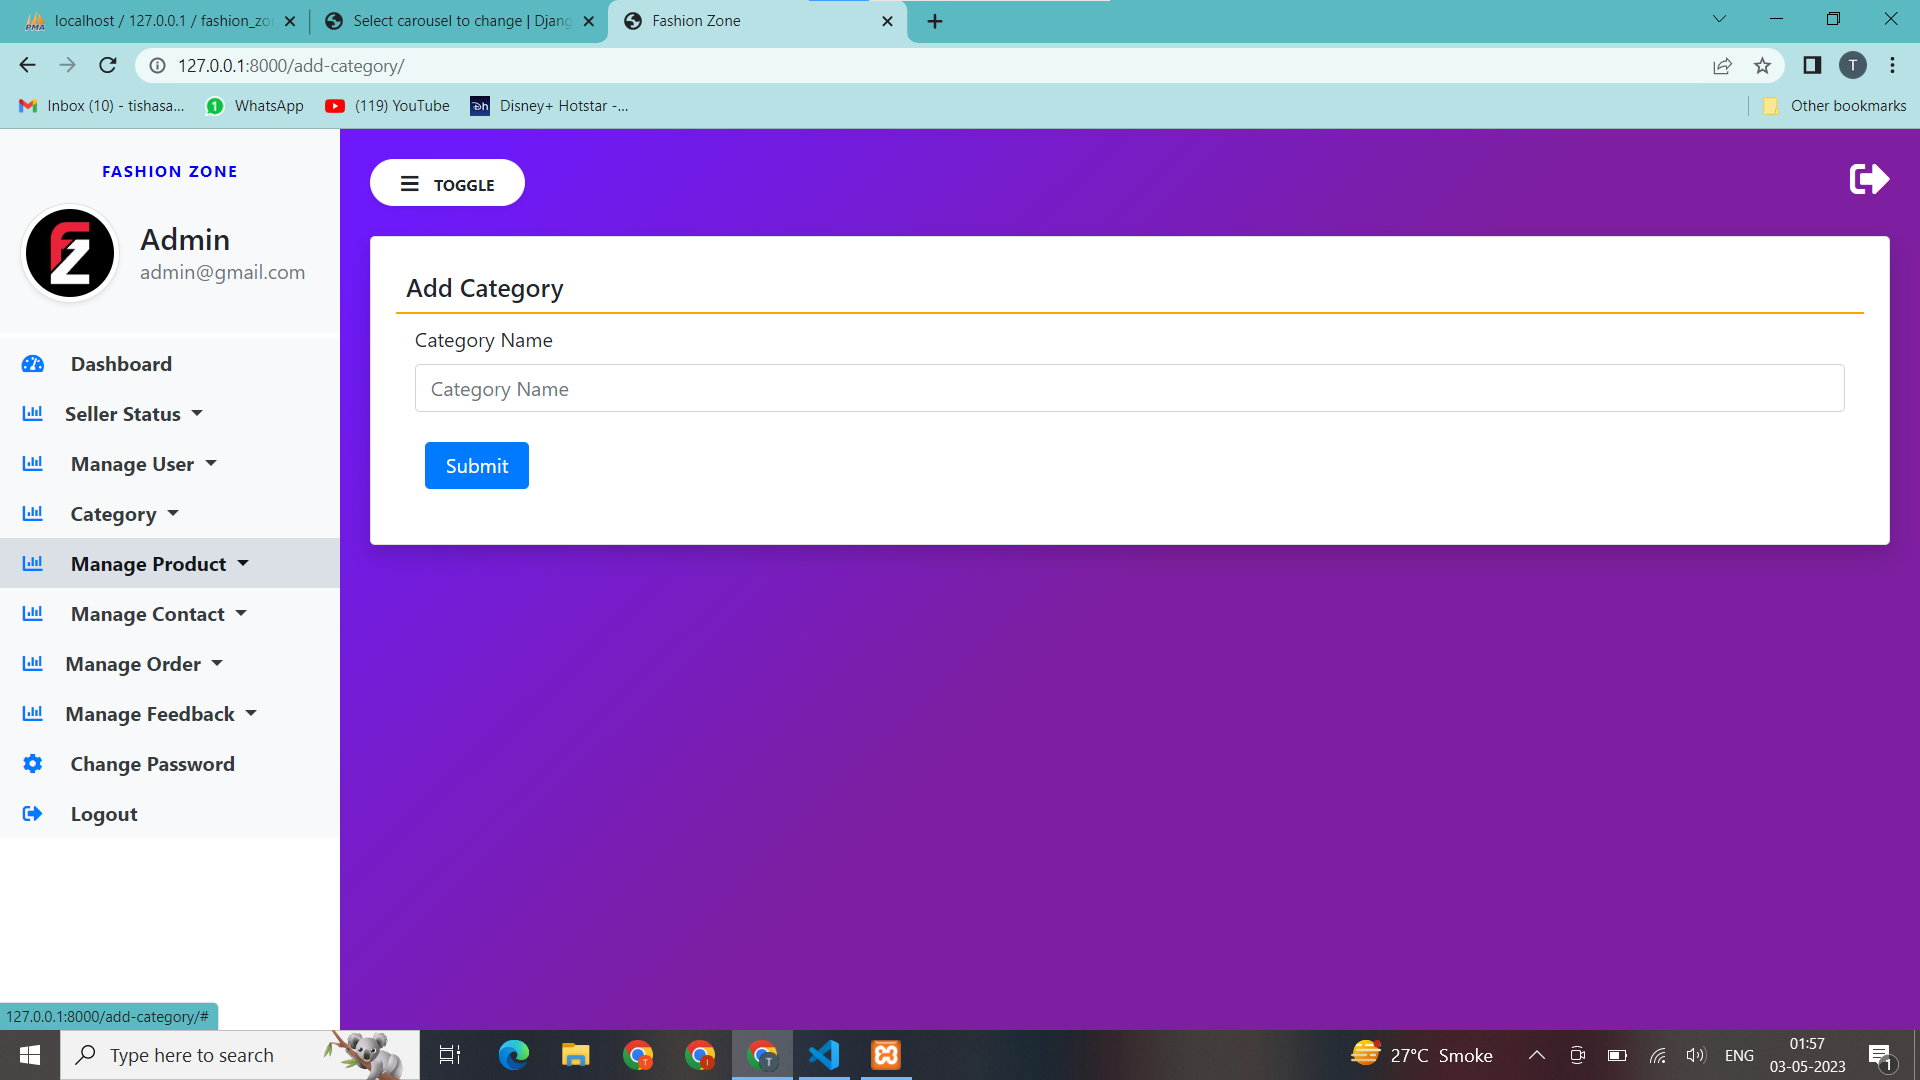 localhost / 127.0.0.1 / fashion_zo
Select carousel to change | Djang
Fashion Zone
127.0.0.1:8000/add-category/
T
Inbox (10) - tishasa...
WhatsApp
(119) YouTube
Disney+ Hotstar -...
Other bookmarks
FASHION ZONE
Admin
admin@gmail.com
TOGGLE
Add Category
Category Name
Category Name
Submit
Dashboard
Seller Status
Manage User
Category
Manage Product
Manage Contact
Manage Order
Manage Feedback
Change Password
Logout
127.0.0.1:8000/add-category/#
Type here to search
27°C Smoke
ENG
01:57
03-05-2023
1